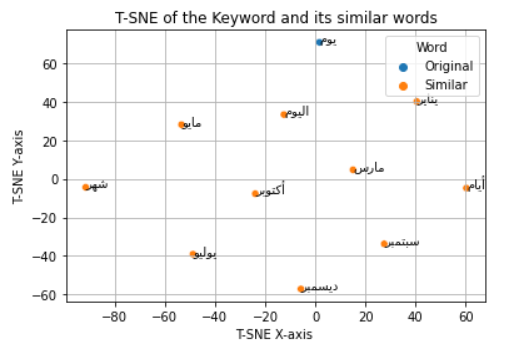 T-SNE of the Keyword and its similar words
يوم
Word
Original
Similar
يناير
اليوم
مايو
مارس
شهر
أكتوبر
أيام
سبتمبر
يوليو
ديسمبر
T-SNE Y-axis
60
40
20
0
−20
−40
−60
−80 −60 −40 −20 0 20 40 60
T-SNE X-axis